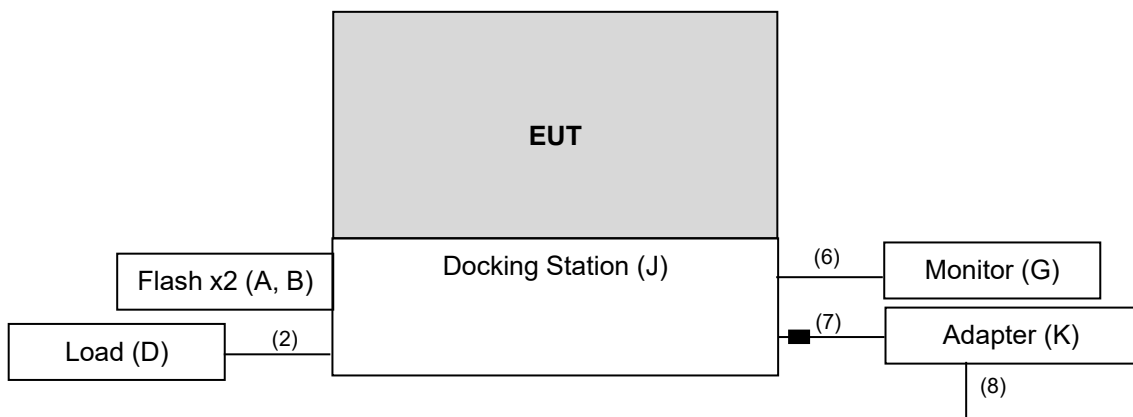 EUT
Docking Station (J)
Flash x2 (A, B)
(6)
Monitor (G)
Load (D)
(2)
(7)
Adapter (K)
(8)